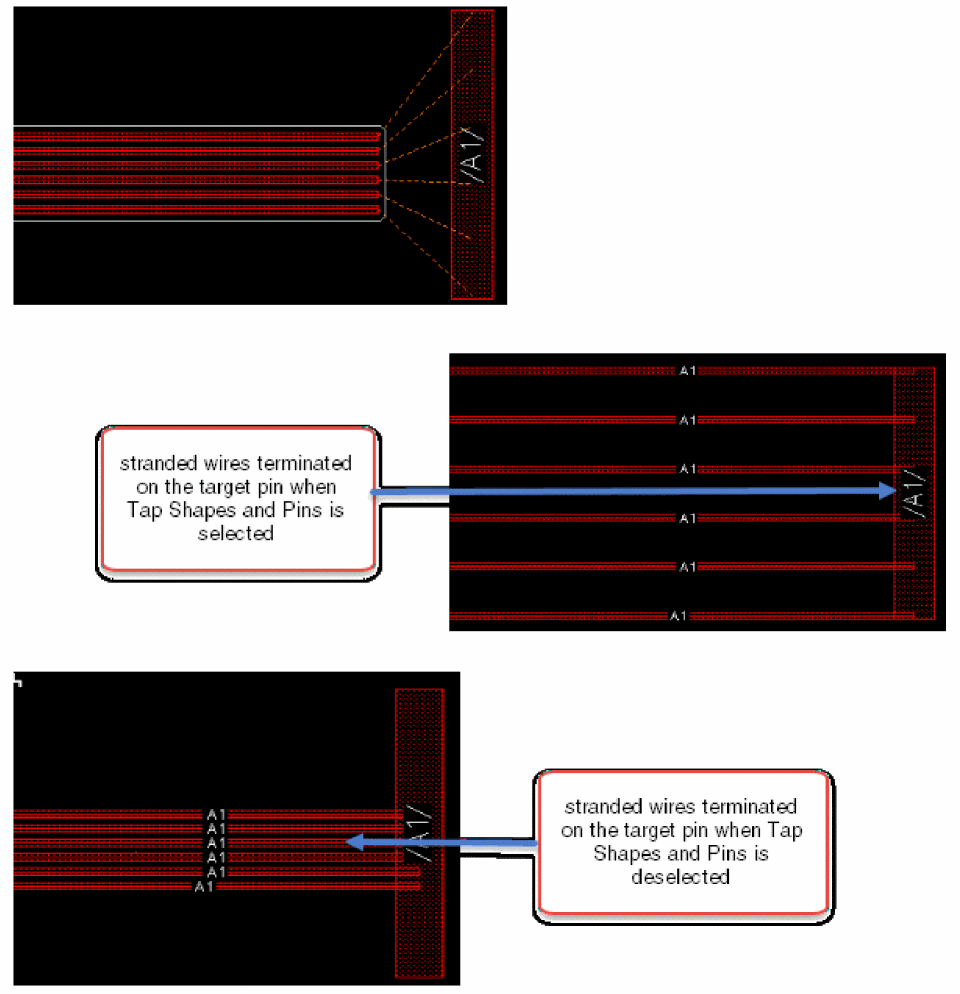 /A1/
A1
A1
A1
A1
A1
A1
/A1/
stranded wires terminated
on the target pin when
Tap Shapes and Pins is
selected
A1
A1
A1
A1
A1
A1
/A1/
stranded wires terminated
on the target pin when Tap
Shapes and Pins is
deselected